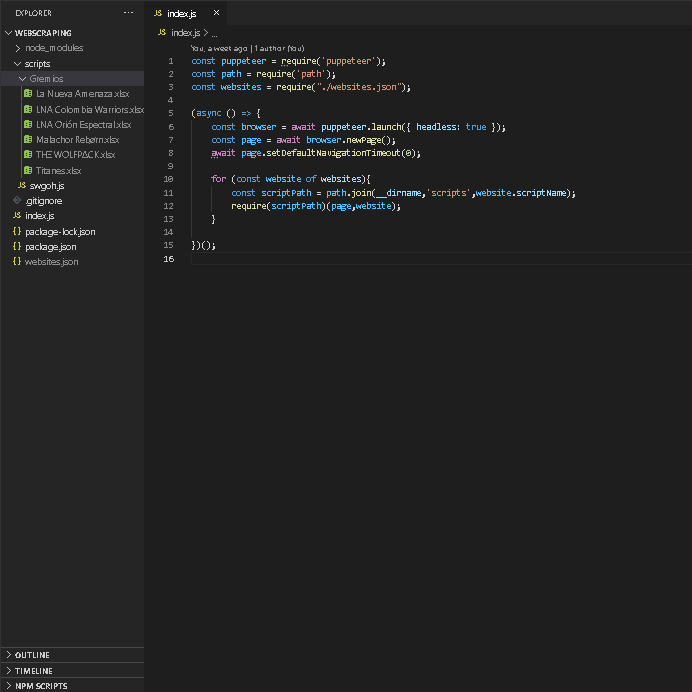 EXPLORER ···
WEBSCRAPING
node_modules
scripts
Gremios
La Nueva Amenaza.xlsx
LNA Colombia Warriors.xlsx
LNA Orión Espectral.xlsx
Malachor Rebørn.xlsx
THE WOLFPΔCK.xlsx
Titanes.xlsx
JS swgoh.js
.gitignore
JS index.js
{} package-lock.json
{} package.json
{} websites.json
OUTLINE
TIMELINE
NPM SCRIPTS
JS index.js ×
JS index.js > ...
You, a week ago | 1 author (You)
1 const puppeteer = require('puppeteer');
2 const path = require('path');
3 const websites = require("./websites.json");
4
5 (async () => {
6 const browser = await puppeteer.launch({ headless: true });
7 const page = await browser.newPage();
8 await page.setDefaultNavigationTimeout(0);
9
10 for (const website of websites){
11 const scriptPath = path.join(__dirname,'scripts',website.scriptName);
12 require(scriptPath)(page,website);
13 }
14
15 })();
16